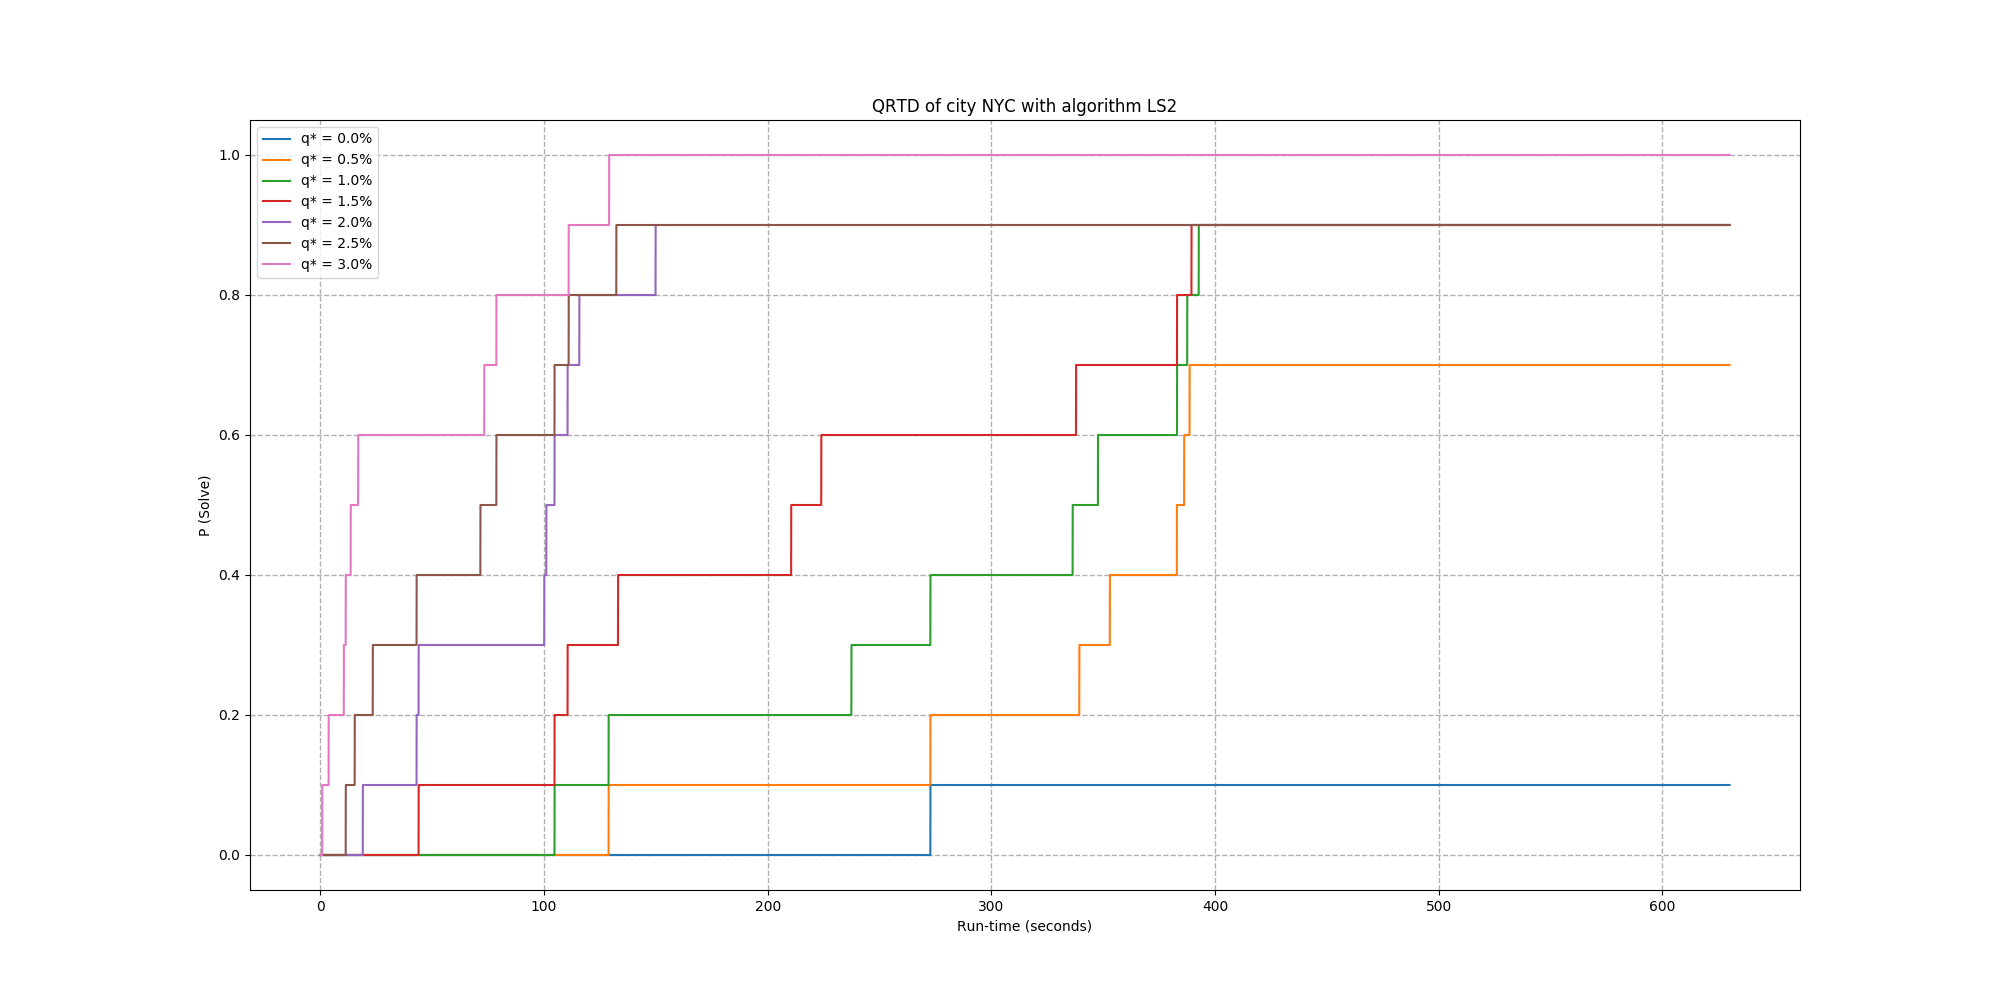 QRTD of city NYC with algorithm LS2
q* = 0.0%
q* = 0.5%
q* = 1.0%
q* = 1.5%
q* = 2.0%
q* = 2.5%
q* = 3.0%
1.0
0.8
0.6
0.4
0.2
0.0
P (Solve)
0 100 200 300 400 500 600
Run-time (seconds)